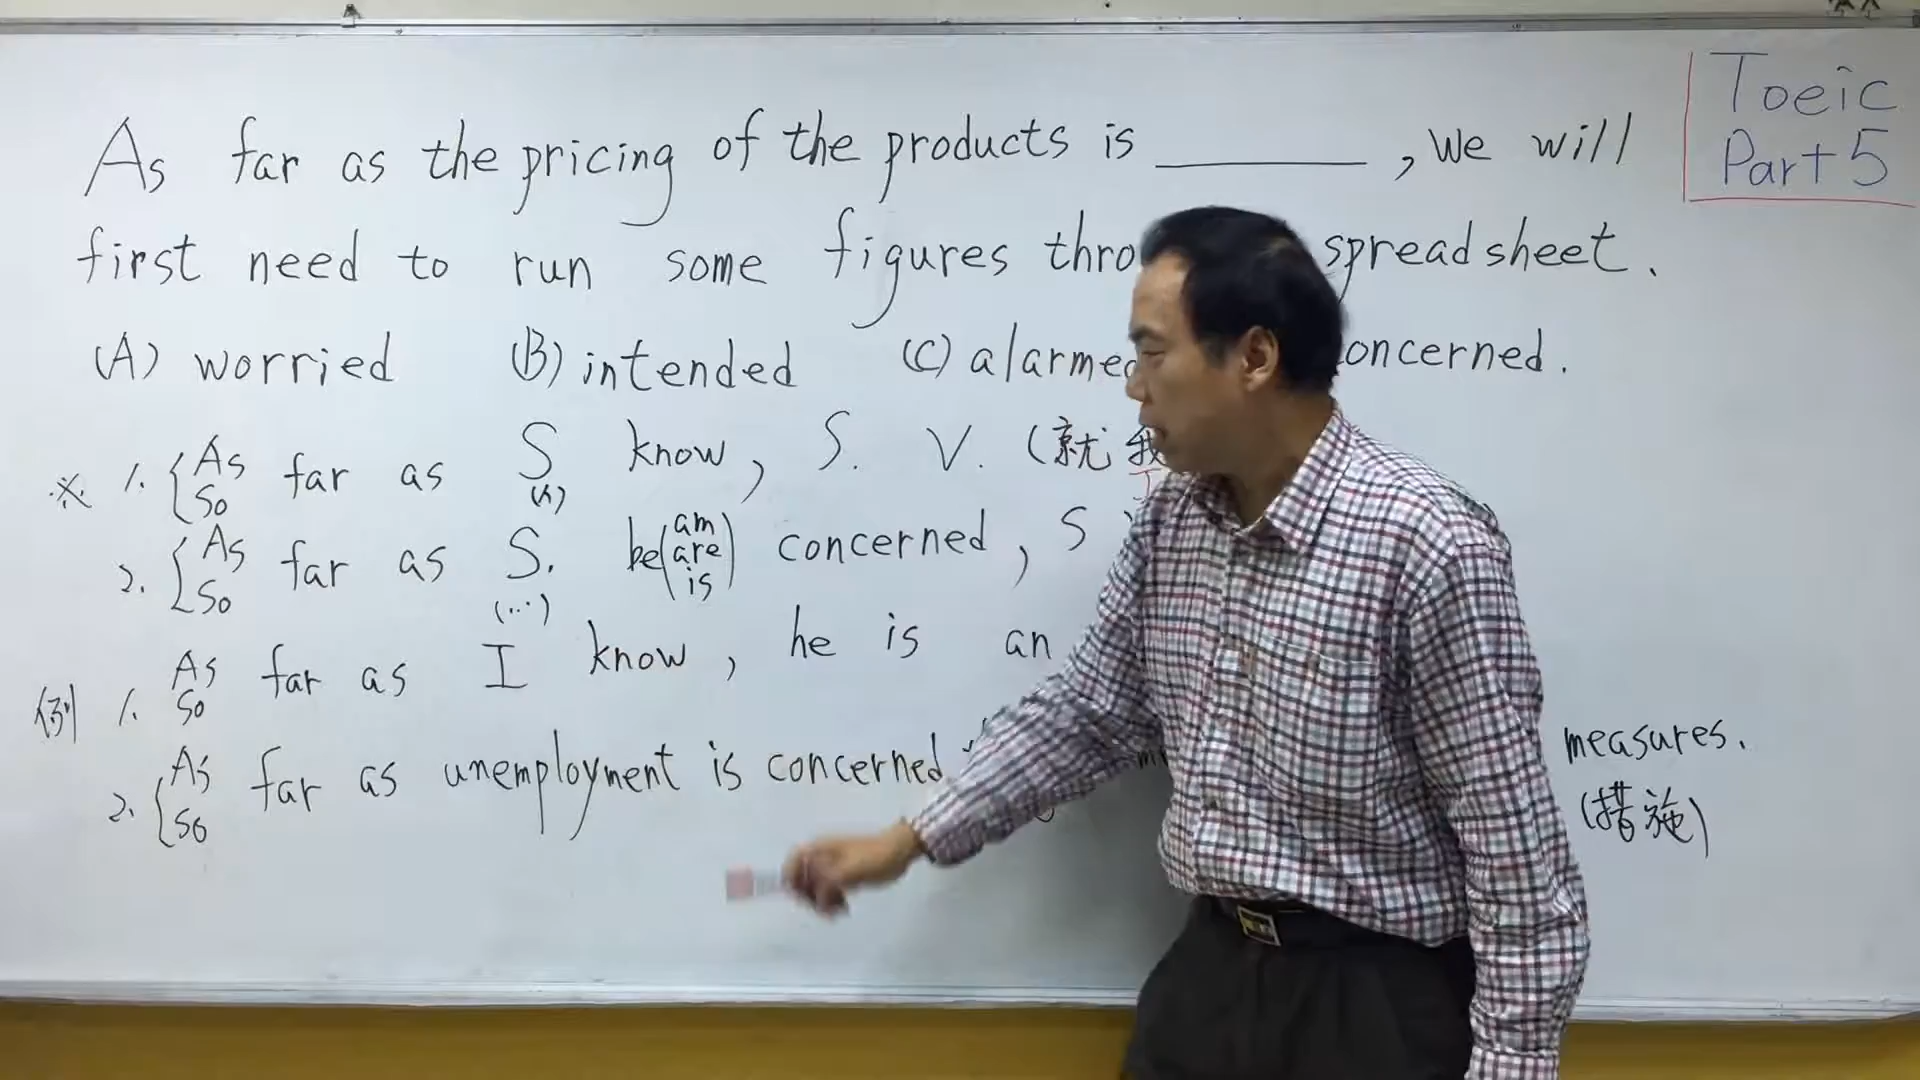 Toeic
Part 5
As far as the pricing of the products is ________, we will
first need to run some figures spreadsheet.
(A) worried (B) intended (C) alarmed
※ 1. {As So far as S (人) know, S. V. (就我
2. {As So far as S. (...) be (am are is) concerned, S
例 1. As So far as I know, he is an
2. {As So far as unemployment is concerned measures.
(措施)